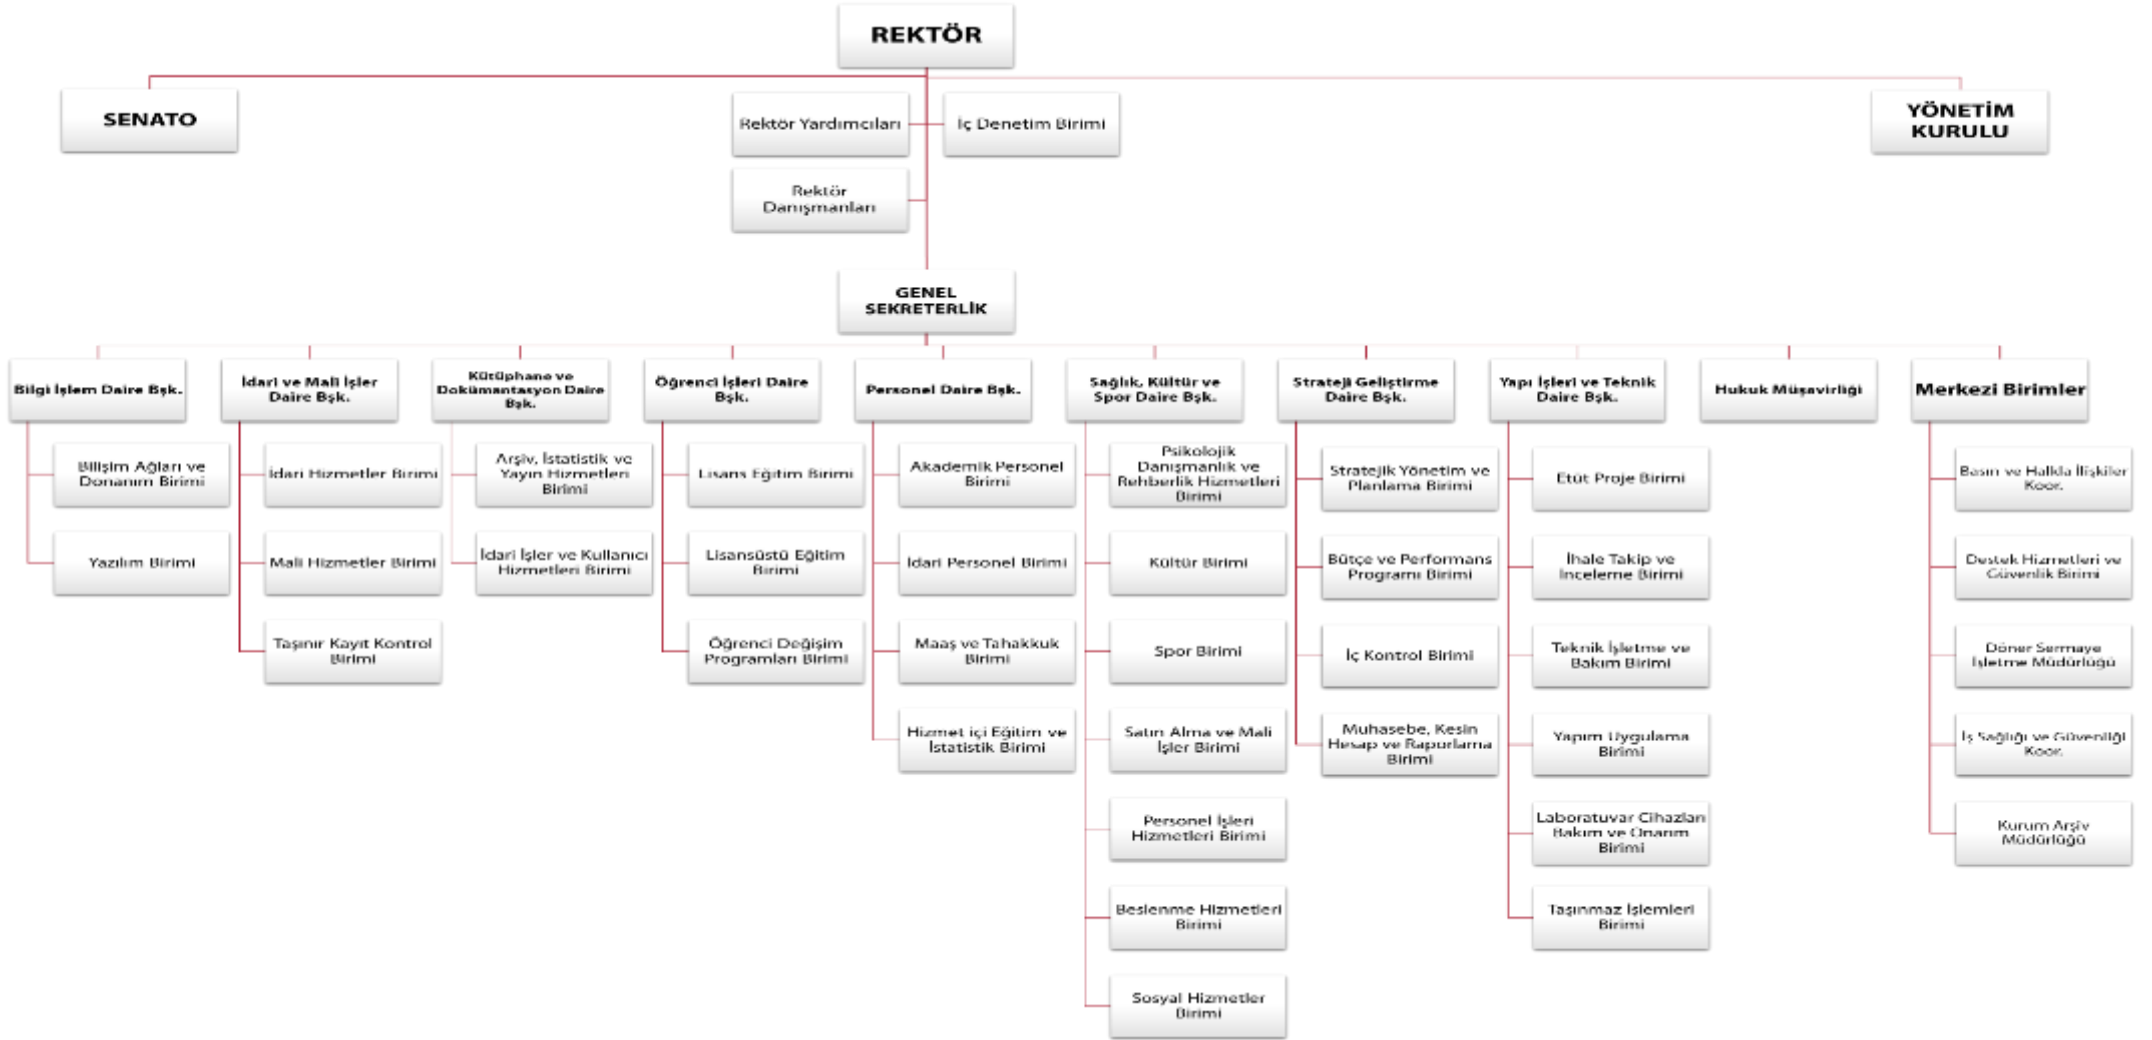 REKTÖR
SENATO
Rektör Yardımcıları
İç Denetim Birimi
YÖNETİM
KURULU
Rektör
Danışmanları
GENEL
SEKRETERLİK
Bilgi İşlem Daire Bşk.
İdari ve Mali İşler
Daire Bşk.
Kütüphane ve
Dokümantasyon Daire
Bşk.
Öğrenci İşleri Daire
Bşk.
Personel Daire Bşk.
Sağlık, Kültür ve
Spor Daire Bşk.
Strateji Geliştirme
Daire Bşk.
Yapı İşleri ve Teknik
Daire Bşk.
Hukuk Müşavirliği
Merkezi Birimler
Bilişim Ağları ve
Donanım Birimi
Yazılım Birimi
İdari Hizmetler Birimi
Mali Hizmetler Birimi
Taşınır Kayıt Kontrol
Birimi
Arşiv, İstatistik ve
Yayın Hizmetleri
Birimi
İdari İşler ve Kullanıcı
Hizmetleri Birimi
Lisans Eğitim Birimi
Lisansüstü Eğitim
Birimi
Öğrenci Değişim
Programları Birimi
Akademik Personel
Birimi
İdari Personel Birimi
Maaş ve Tahakkuk
Birimi
Hizmet içi Eğitim ve
İstatistik Birimi
Psikolojik
Danışmanlık ve
Rehberlik Hizmetleri
Birimi
Kültür Birimi
Spor Birimi
Satın Alma ve Mali
İşler Birimi
Personel İşleri
Hizmetleri Birimi
Beslenme Hizmetleri
Birimi
Sosyal Hizmetler
Birimi
Stratejik Yönetim ve
Planlama Birimi
Bütçe ve Performans
Programı Birimi
İç Kontrol Birimi
Muhasebe, Kesin
Hesap ve Raporlama
Birimi
Etüt Proje Birimi
İhale Takip ve
İnceleme Birimi
Teknik İşletme ve
Bakım Birimi
Yapım Uygulama
Birimi
Laboratuvar Cihazları
Bakım ve Onarım
Birimi
Taşınmaz İşlemleri
Birimi
Basın ve Halkla İlişkiler
Koor.
Destek Hizmetleri ve
Güvenlik Birimi
Döner Sermaye
İşletme Müdürlüğü
İş Sağlığı ve Güvenliği
Koor.
Kurum Arşiv
Müdürlüğü